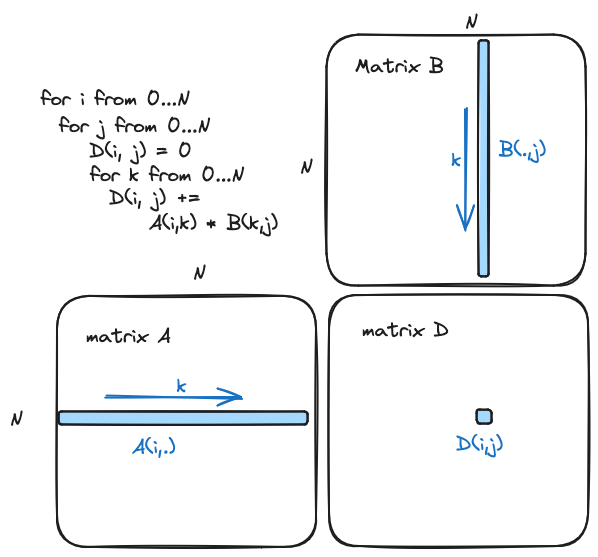 N
Matrix B
for i from 0...N
for j from 0...N
D(i, j) = 0
for k from 0...N
D(i, j) +=
A(i,k) * B(k,j)
N
k
B(.,j)
N
matrix A
k
N
A(i,.)
matrix D
D(i,j)